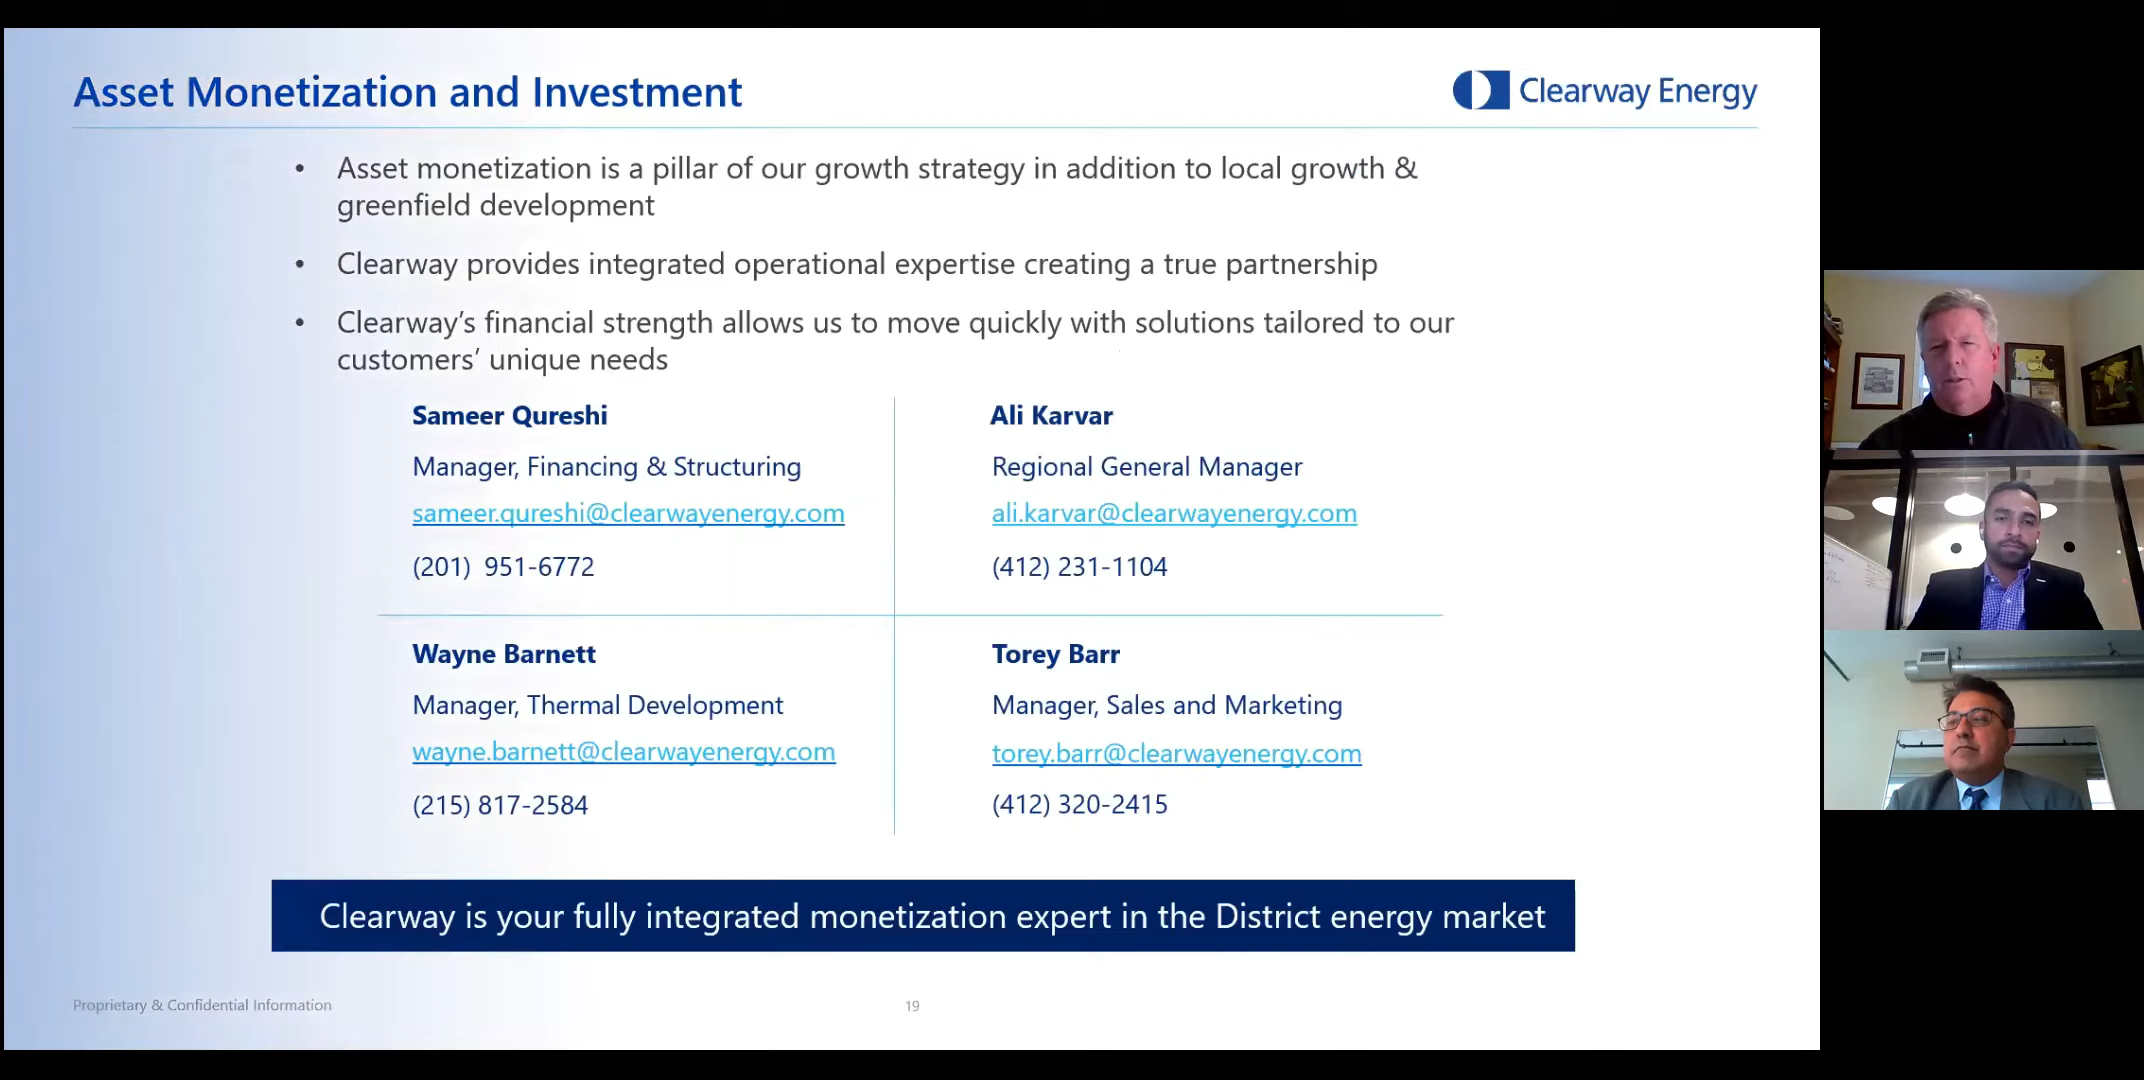 Asset Monetization and Investment
Clearway Energy
• Asset monetization is a pillar of our growth strategy in addition to local growth &
greenfield development
• Clearway provides integrated operational expertise creating a true partnership
• Clearway’s financial strength allows us to move quickly with solutions tailored to our
customers’ unique needs
Sameer Qureshi
Manager, Financing & Structuring
sameer.qureshi@clearwayenergy.com
(201) 951-6772
Ali Karvar
Regional General Manager
ali.karvar@clearwayenergy.com
(412) 231-1104
Wayne Barnett
Manager, Thermal Development
wayne.barnett@clearwayenergy.com
(215) 817-2584
Torey Barr
Manager, Sales and Marketing
torey.barr@clearwayenergy.com
(412) 320-2415
Clearway is your fully integrated monetization expert in the District energy market
Proprietary & Confidential Information
19